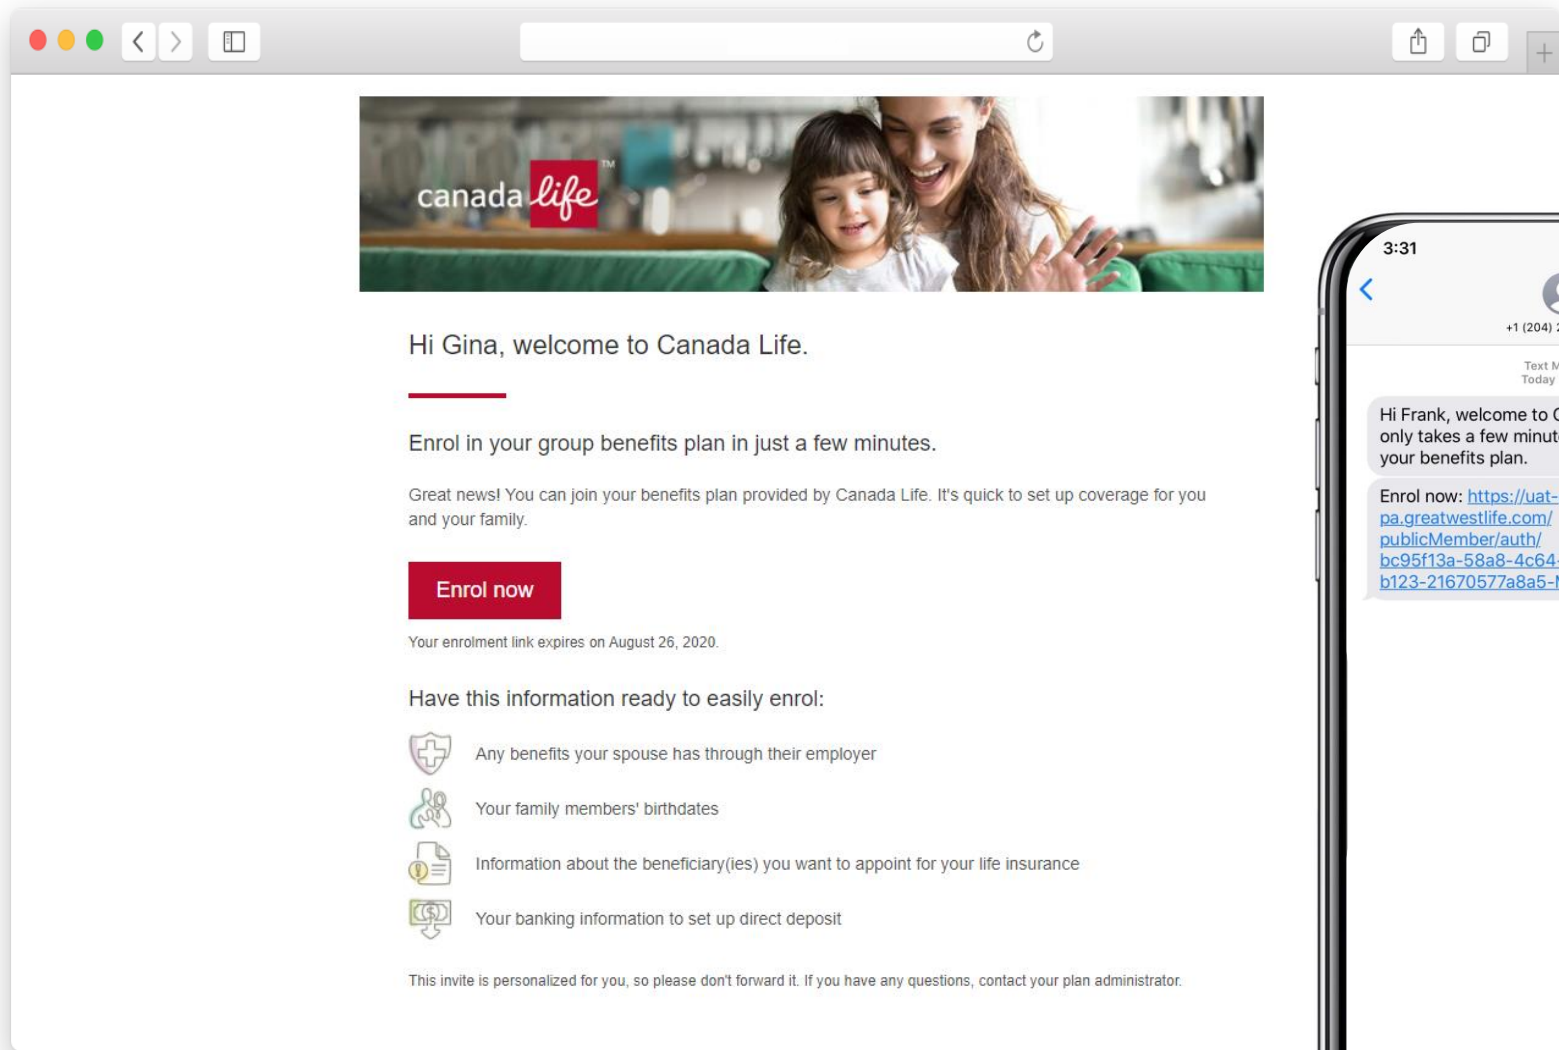 canada life™
Hi Gina, welcome to Canada Life.
Enrol in your group benefits plan in just a few minutes.
Great news! You can join your benefits plan provided by Canada Life. It's quick to set up coverage for you
and your family.
Enrol now
Your enrolment link expires on August 26, 2020.
Have this information ready to easily enrol:
Any benefits your spouse has through their employer
Your family members' birthdates
Information about the beneficiary(ies) you want to appoint for your life insurance
Your banking information to set up direct deposit
This invite is personalized for you, so please don't forward it. If you have any questions, contact your plan administrator.
3:31
+1 (204)
Text
Today
Hi Frank, welcome to
only takes a few
your benefits plan.
Enrol now: https://uat-
pa.greatwestlife.com/
publicMember/auth/
bc95f13a-58a8-4c64-
b123-21670577a8a5-